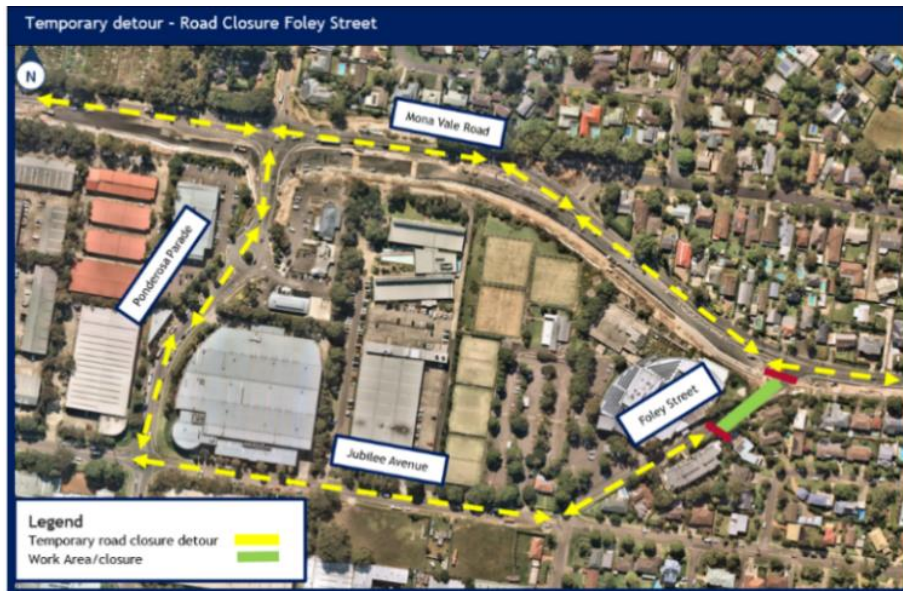 Temporary detour - Road Closure Foley Street
N
Mona Vale Road
Ponderosa Parade
Foley Street
Jubilee Avenue
Legend
Temporary road closure detour
Work Area/closure